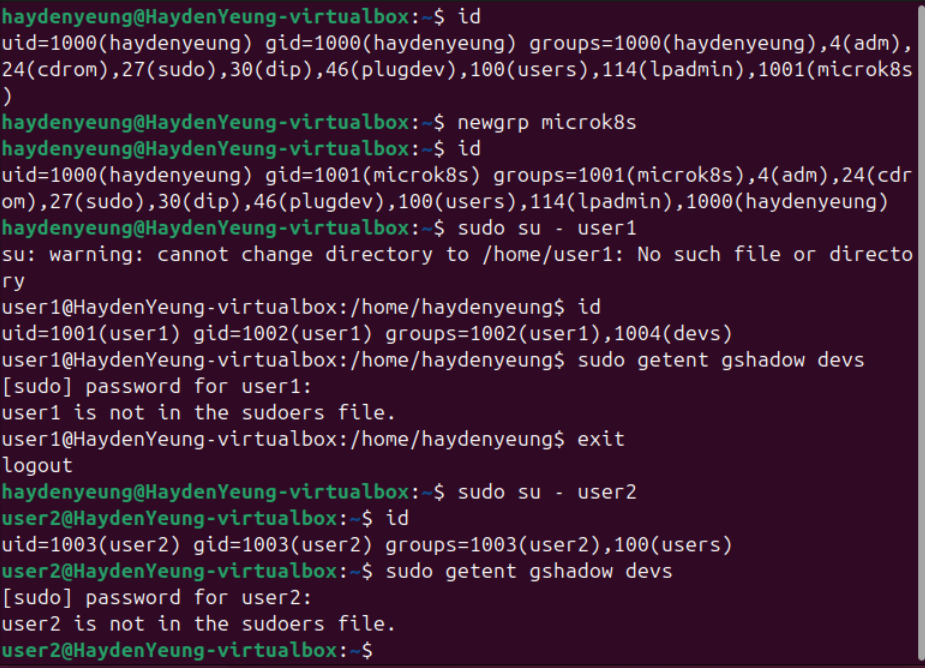 haydenyeung@HaydenYeung-virtualbox:~$ id
uid=1000(haydenyeung) gid=1000(haydenyeung) groups=1000(haydenyeung),4(adm),
24(cdrom),27(sudo),30(dip),46(plugdev),100(users),114(lpadmin),1001(microk8s
)
haydenyeung@HaydenYeung-virtualbox:~$ newgrp microk8s
haydenyeung@HaydenYeung-virtualbox:~$ id
uid=1000(haydenyeung) gid=1001(microk8s) groups=1001(microk8s),4(adm),24(cdr
om),27(sudo),30(dip),46(plugdev),100(users),114(lpadmin),1000(haydenyeung)
haydenyeung@HaydenYeung-virtualbox:~$ sudo su - user1
su: warning: cannot change directory to /home/user1: No such file or directo
ry
user1@HaydenYeung-virtualbox:/home/haydenyeung$ id
uid=1001(user1) gid=1002(user1) groups=1002(user1),1004(devs)
user1@HaydenYeung-virtualbox:/home/haydenyeung$ sudo getent gshadow devs
[sudo] password for user1:
user1 is not in the sudoers file.
user1@HaydenYeung-virtualbox:/home/haydenyeung$ exit
logout
haydenyeung@HaydenYeung-virtualbox:~$ sudo su - user2
user2@HaydenYeung-virtualbox:~$ id
uid=1003(user2) gid=1003(user2) groups=1003(user2),100(users)
user2@HaydenYeung-virtualbox:~$ sudo getent gshadow devs
[sudo] password for user2:
user2 is not in the sudoers file.
user2@HaydenYeung-virtualbox:~$